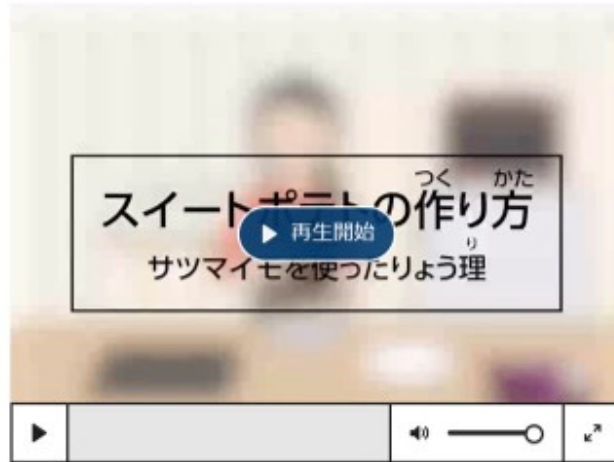 つく かた
スイートポテトの作り方
再生開始
り
サツマイモを使ったりょう理